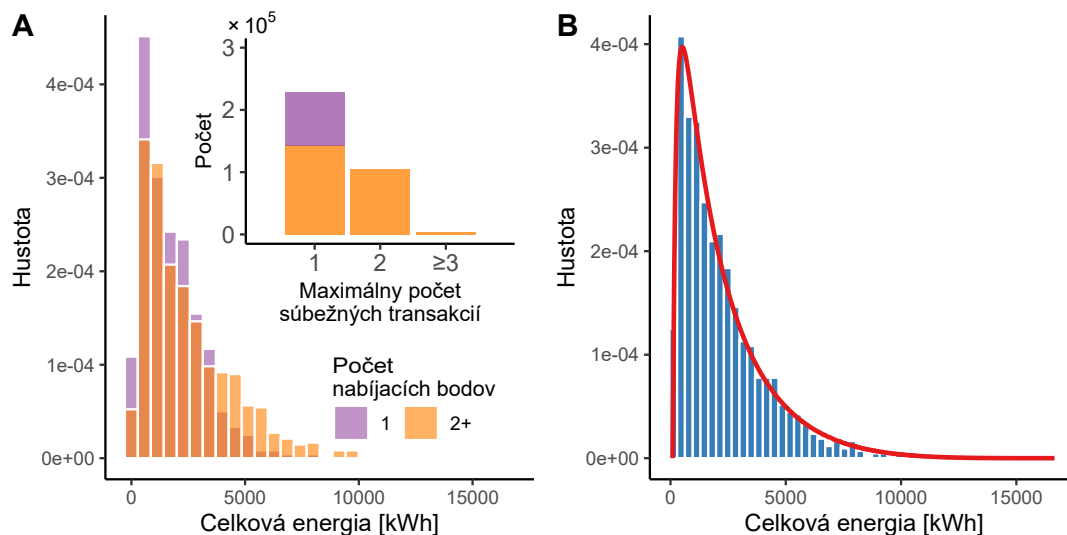 A
Hustota
4e-04
3e-04
2e-04
1e-04
0e+00
0
5000
10000
15000
Celková energia [kWh]
× 10^5
Počet
3
2
1
0
1
2
≥3
Maximálny počet
súbežných transakcií
Počet
nabíjacích bodov
1
2+
B
Hustota
4e-04
3e-04
2e-04
1e-04
0e+00
0
5000
10000
15000
Celková energia [kWh]